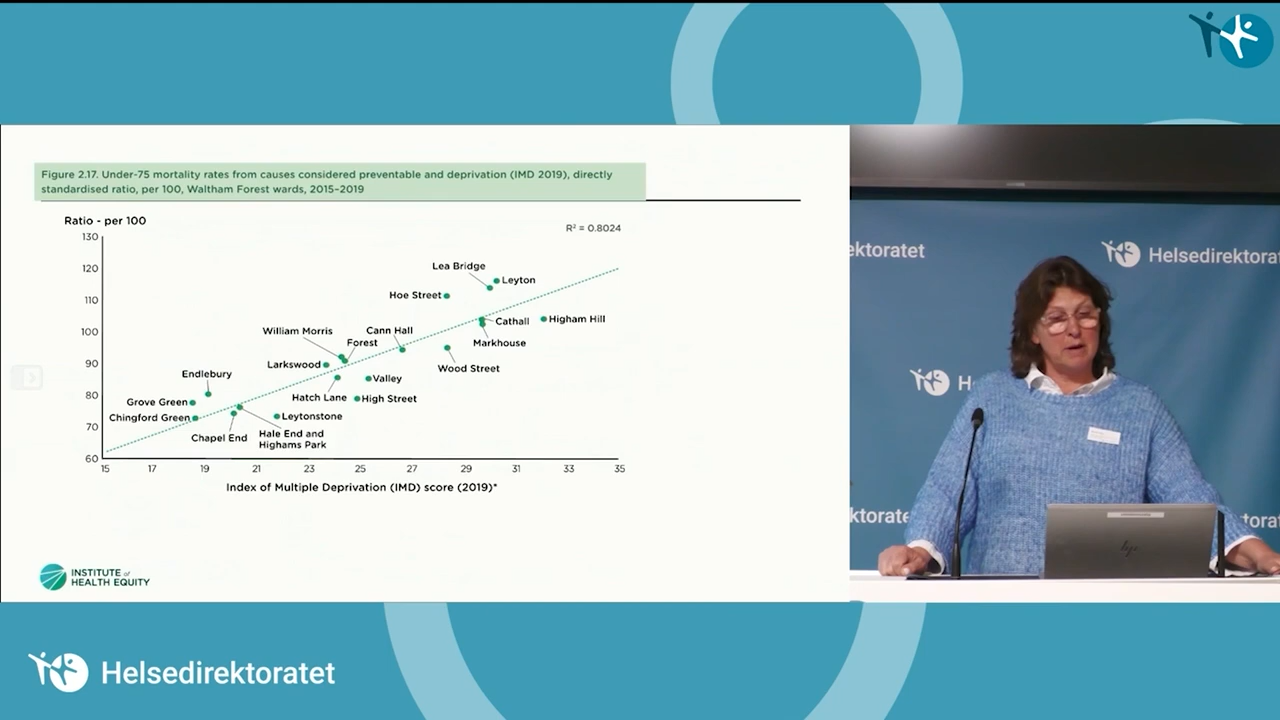 Figure 2.17. Under-75 mortality rates from causes considered preventable and deprivation (IMD 2019), directly
standardised ratio, per 100, Waltham Forest wards, 2015–2019
Ratio - per 100
R² = 0.8024
130
120
110
100
90
80
70
60
Lea Bridge
Leyton
Hoe Street
Cathall
Higham Hill
Markhouse
William Morris
Cann Hall
Forest
Larkswood
Wood Street
Valley
Endlebury
Hatch Lane
High Street
Grove Green
Chingford Green
Leytonstone
Chapel End
Hale End and
Highams Park
15 17 19 21 23 25 27 29 31 33 35
Index of Multiple Deprivation (IMD) score (2019)*
INSTITUTE of
HEALTH EQUITY
ektoratet
Helsedirektorat
H
ktorate
torat
hp
Helsedirektoratet